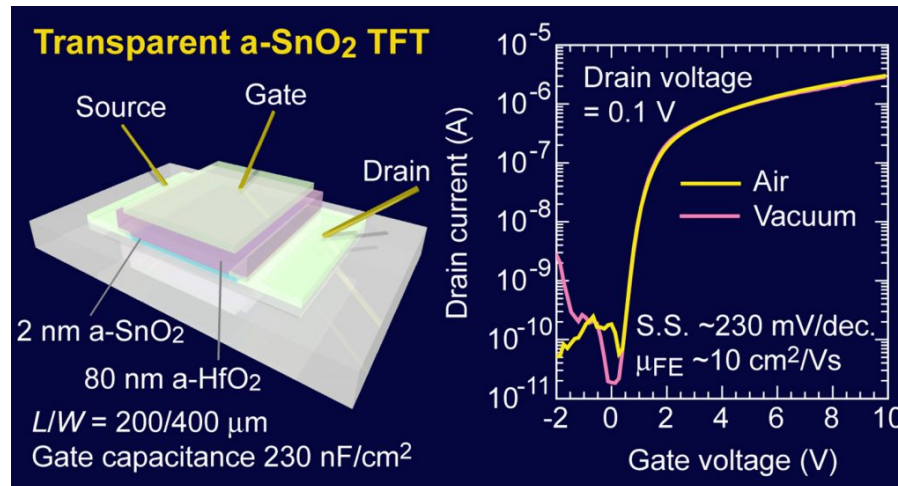 Transparent a-SnO₂ TFT
Source
Gate
Drain
2 nm a-SnO₂
80 nm a-HfO₂
L/W = 200/400 μm
Gate capacitance 230 nF/cm²
Drain current (A)
10⁻⁵
10⁻⁶
10⁻⁷
10⁻⁸
10⁻⁹
10⁻¹⁰
10⁻¹¹
Drain voltage
= 0.1 V
Air
Vacuum
S.S. ~230 mV/dec.
μFE ~10 cm²/Vs
-2 0 2 4 6 8 10
Gate voltage (V)